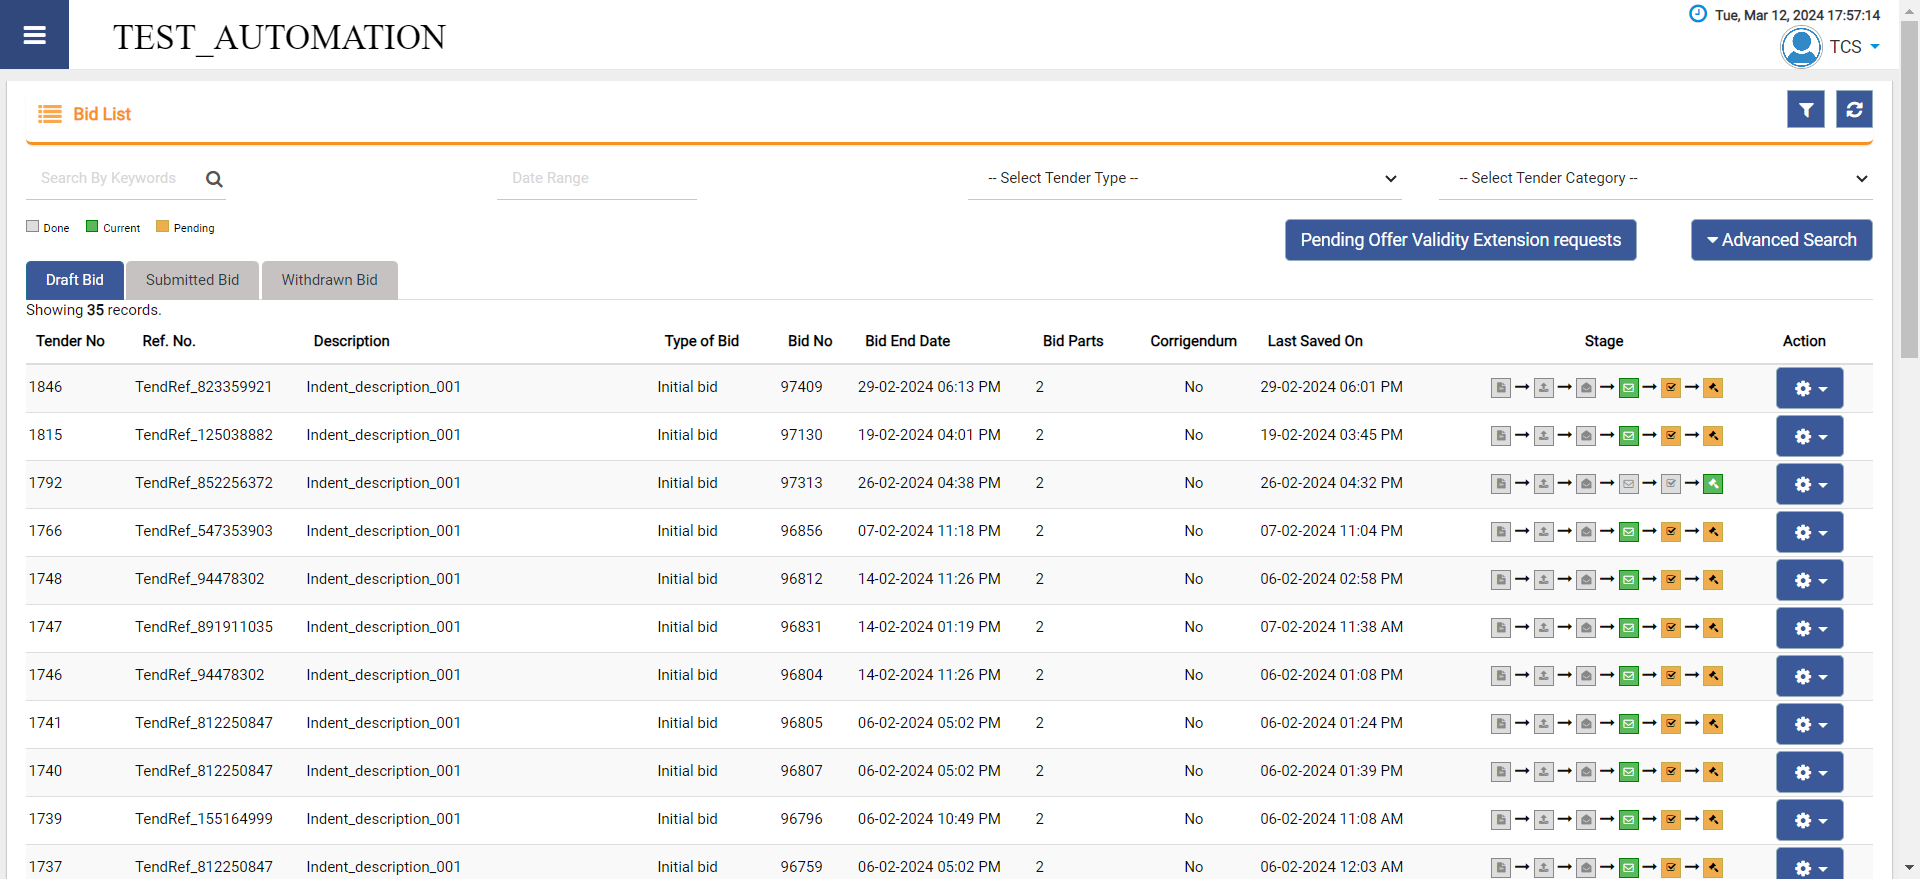 TEST_AUTOMATION
Tue, Mar 12, 2024 17:57:14
TCS
Bid List
Search By Keywords Date Range -- Select Tender Type -- -- Select Tender Category --
Done Current Pending
Pending Offer Validity Extension requests Advanced Search
Draft Bid Submitted Bid Withdrawn Bid
Showing 35 records.
Tender No Ref. No. Description Type of Bid Bid No Bid End Date Bid Parts Corrigendum Last Saved On Stage Action
1846 TendRef_823359921 Indent_description_001 Initial bid 97409 29-02-2024 06:13 PM 2 No 29-02-2024 06:01 PM
1815 TendRef_125038882 Indent_description_001 Initial bid 97130 19-02-2024 04:01 PM 2 No 19-02-2024 03:45 PM
1792 TendRef_852256372 Indent_description_001 Initial bid 97313 26-02-2024 04:38 PM 2 No 26-02-2024 04:32 PM
1766 TendRef_547353903 Indent_description_001 Initial bid 96856 07-02-2024 11:18 PM 2 No 07-02-2024 11:04 PM
1748 TendRef_94478302 Indent_description_001 Initial bid 96812 14-02-2024 11:26 PM 2 No 06-02-2024 02:58 PM
1747 TendRef_891911035 Indent_description_001 Initial bid 96831 14-02-2024 01:19 PM 2 No 07-02-2024 11:38 AM
1746 TendRef_94478302 Indent_description_001 Initial bid 96804 14-02-2024 11:26 PM 2 No 06-02-2024 01:08 PM
1741 TendRef_812250847 Indent_description_001 Initial bid 96805 06-02-2024 05:02 PM 2 No 06-02-2024 01:24 PM
1740 TendRef_812250847 Indent_description_001 Initial bid 96807 06-02-2024 05:02 PM 2 No 06-02-2024 01:39 PM
1739 TendRef_155164999 Indent_description_001 Initial bid 96796 06-02-2024 10:49 PM 2 No 06-02-2024 11:08 AM
1737 TendRef_812250847 Indent_description_001 Initial bid 96759 06-02-2024 05:02 PM 2 No 06-02-2024 12:03 AM